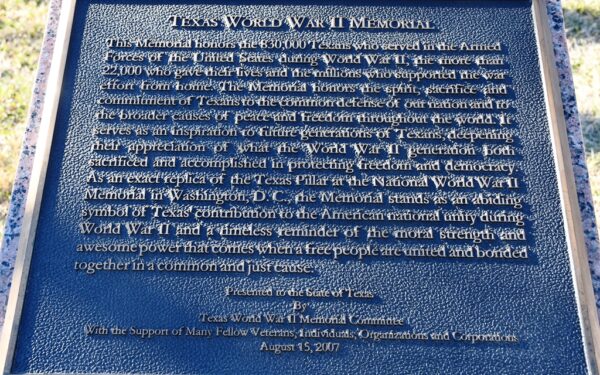 TEXAS WORLD WAR II MEMORIAL
This Memorial honors the 830,000 Texans who served in the Armed
Forces of the United States during World War II, the more than
22,000 who gave their lives and the millions who supported the war
effort from home. The Memorial honors the spirit, sacrifice and
commitment of Texans to the common defense of our nation and to
the broader causes of peace and freedom throughout the world. It
serves as an inspiration to future generations of Texans, deepening
their appreciation of what the World War II generation both
sacrificed and accomplished in protecting freedom and democracy.
As an exact replica of the Texas Pillar at the National World War II
Memorial in Washington, D.C., the Memorial stands as an abiding
symbol of Texas' contribution to the American national unity during
World War II and a timeless reminder of the moral strength and
awesome power that comes when a free people are united and bonded
together in a common and just cause.
Presented to the State of Texas
By
Texas World War II Memorial Committee
With the Support of Many Fellow Veterans, Individuals, Organizations and Corporations
August 15, 2007